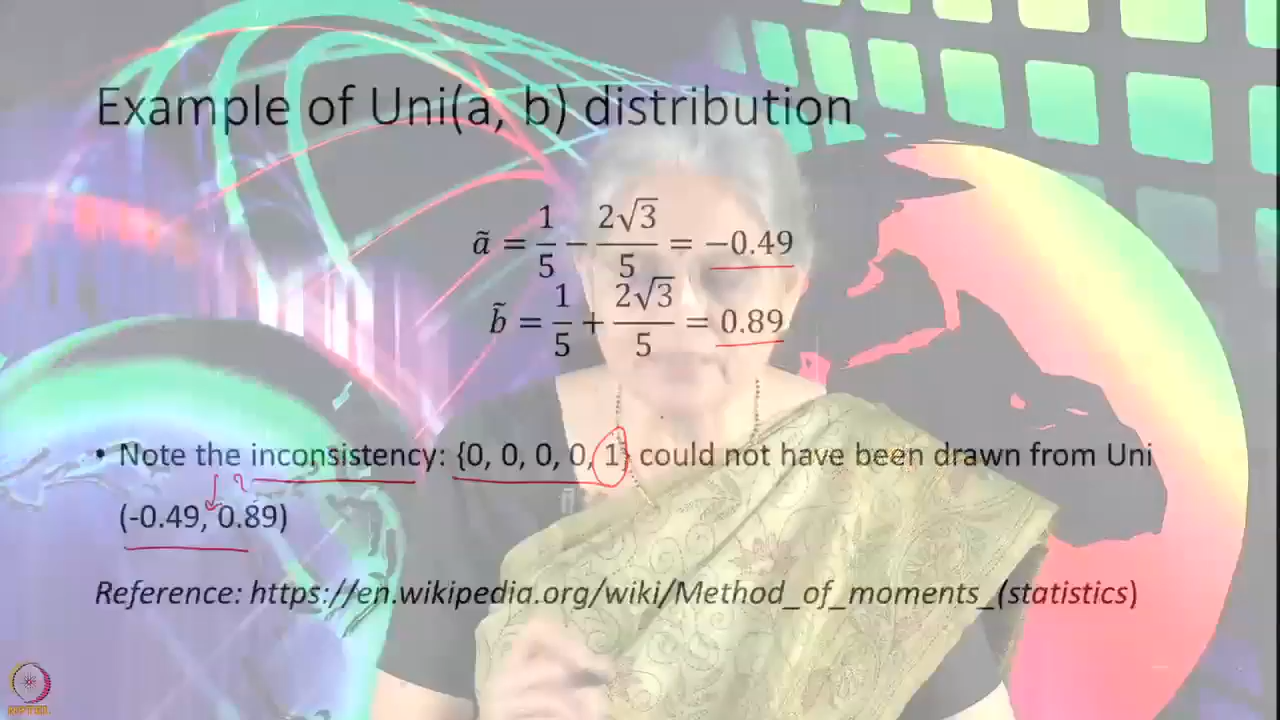 Example of Uni(a, b) distribution
ã = 1/5 − 2√3/5 = −0.49
b̃ = 1/5 + 2√3/5 = 0.89
• Note the inconsistency: {0, 0, 0, 0, 1} could not have been drawn from Uni
(-0.49, 0.89)
Reference: https://en.wikipedia.org/wiki/Method_of_moments_(statistics)
NPTEL